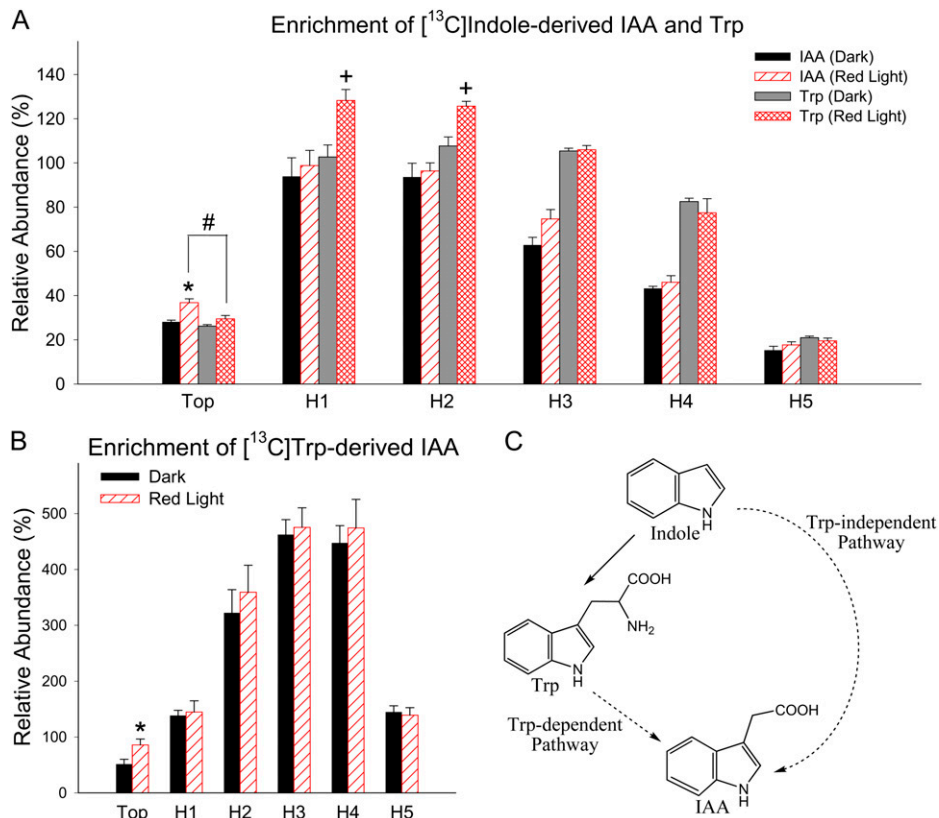 A
Enrichment of [¹³C]Indole-derived IAA and Trp
Relative Abundance (%)
140
120
100
80
60
40
20
0
IAA (Dark)
IAA (Red Light)
Trp (Dark)
Trp (Red Light)
#
*
+
+
Top H1 H2 H3 H4 H5
B
Enrichment of [¹³C]Trp-derived IAA
Dark
Red Light
Relative Abundance (%)
500
400
300
200
100
0
*
Top H1 H2 H3 H4 H5
C
N
H
Indole
Trp-independent
Pathway
COOH
NH₂
N
H
Trp
Trp-dependent
Pathway
COOH
N
H
IAA